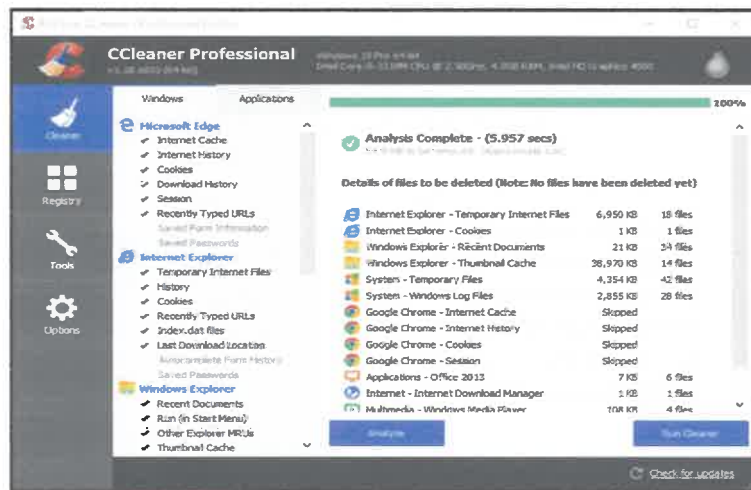 CCleaner Professional
Windows 10 Pro 64-bit
Windows
Applications
100%
Cleaner
Registry
Tools
Options
Microsoft Edge
Internet Cache
Internet History
Cookies
Download History
Session
Recently Typed URLs
Saved Form Information
Saved Passwords
Internet Explorer
Temporary Internet Files
History
Cookies
Recently Typed URLs
Index.dat files
Last Download Location
Autocomplete Form History
Saved Passwords
Windows Explorer
Recent Documents
Run (in Start Menu)
Other Explorer MRUs
Thumbnail Cache
Analysis Complete - (5.957 secs)
Details of files to be deleted (Note: No files have been deleted yet)
Internet Explorer - Temporary Internet Files 6,950 KB 18 files
Internet Explorer - Cookies 1 KB 1 files
Windows Explorer - Recent Documents 21 KB 34 files
Windows Explorer - Thumbnail Cache 38,970 KB 14 files
System - Temporary Files 4,354 KB 42 files
System - Windows Log Files 2,855 KB 28 files
Google Chrome - Internet Cache Skipped
Google Chrome - Internet History Skipped
Google Chrome - Cookies Skipped
Google Chrome - Session Skipped
Applications - Office 2013 7 KB 6 files
Internet - Internet Download Manager 1 KB 1 files
Multimedia - Windows Media Player 108 KB 4 files
Analyze
Run Cleaner
Check for updates